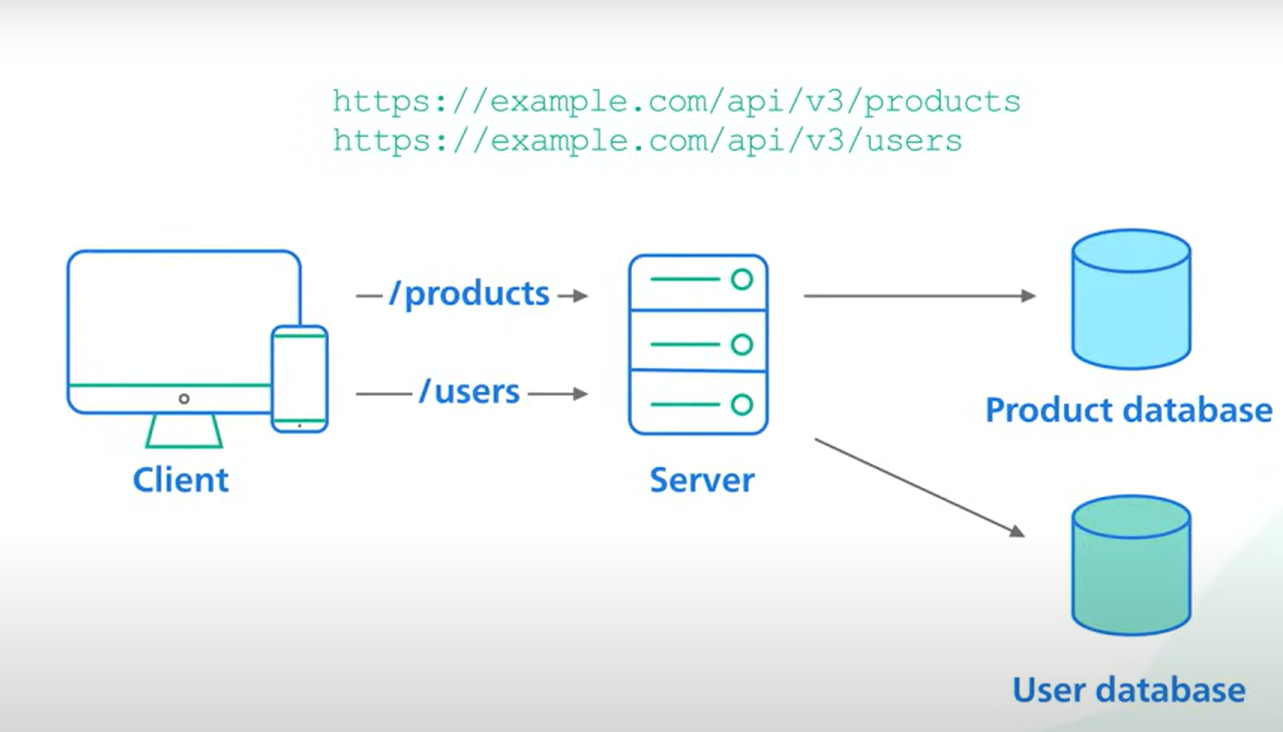 https://example.com/api/v3/products
https://example.com/api/v3/users
/products
/users
Client
Server
Product database
User database